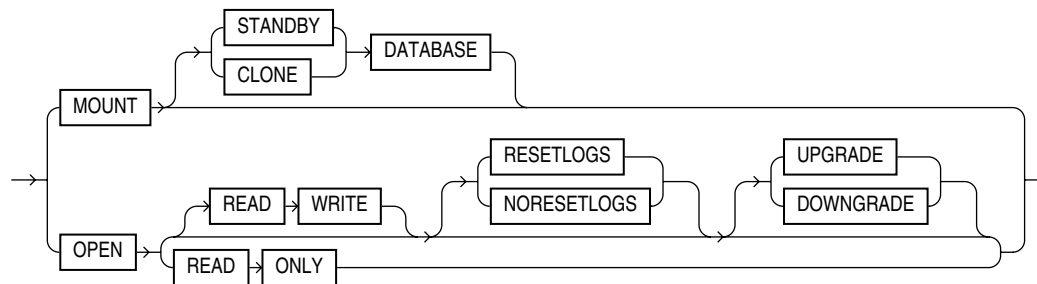 STANDBY
CLONE
DATABASE
MOUNT
RESETLOGS
NORESETLOGS
UPGRADE
DOWNGRADE
READ WRITE
OPEN
READ ONLY